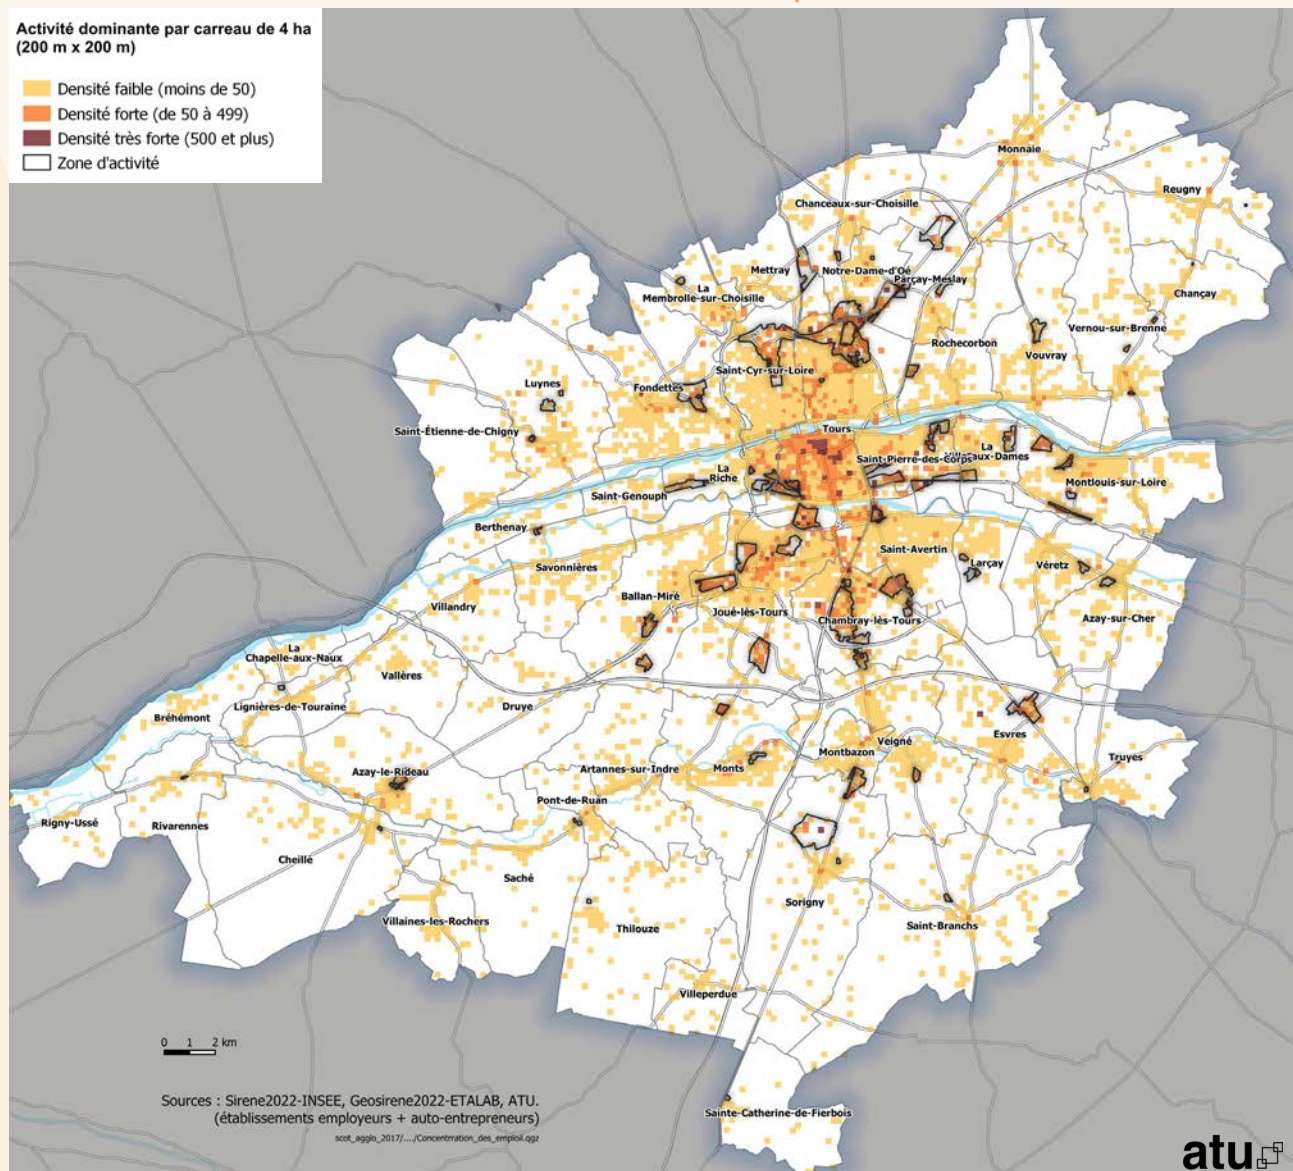 Activité dominante par carreau de 4 ha
(200 m x 200 m)
Densité faible (moins de 50)
Densité forte (de 50 à 499)
Densité très forte (500 et plus)
Zone d'activité
Monnaie
Reugny
Chanceaux-sur-Choisille
Mettray
Notre-Dame-d'Oé
Parçay-Meslay
La
Membrolle-sur-Choisille
Chançay
Vernou-sur-Brenne
Rochecorbon
Vouvray
Saint-Cyr-sur-Loire
Luynes
Fondettes
Saint-Étienne-de-Chigny
Tours
La
Riche
Saint-Pierre-des-Corps
La
Ville-aux-Dames
Montlouis-sur-Loire
Saint-Genouph
Berthenay
Saint-Avertin
Larçay
Véretz
Savonnières
Ballan-Miré
Villandry
Joué-lès-Tours
Chambray-lès-Tours
Azay-sur-Cher
La
Chapelle-aux-Naux
Vallères
Lignières-de-Touraine
Druye
Bréhémont
Esvres
Veigné
Montbazon
Truyes
Azay-le-Rideau
Artannes-sur-Indre
Monts
Pont-de-Ruan
Rigny-Ussé
Rivarennes
Cheillé
Saché
Sorigny
Villaines-les-Rochers
Thilouze
Saint-Branchs
Villeperdue
Sainte-Catherine-de-Fierbois
0 1 2 km
Sources : Sirene2022-INSEE, Geosirene2022-ETALAB, ATU.
(établissements employeurs + auto-entrepreneurs)
scot_agglo_2017/..../Concentrration_des_emploil.qgz
atu